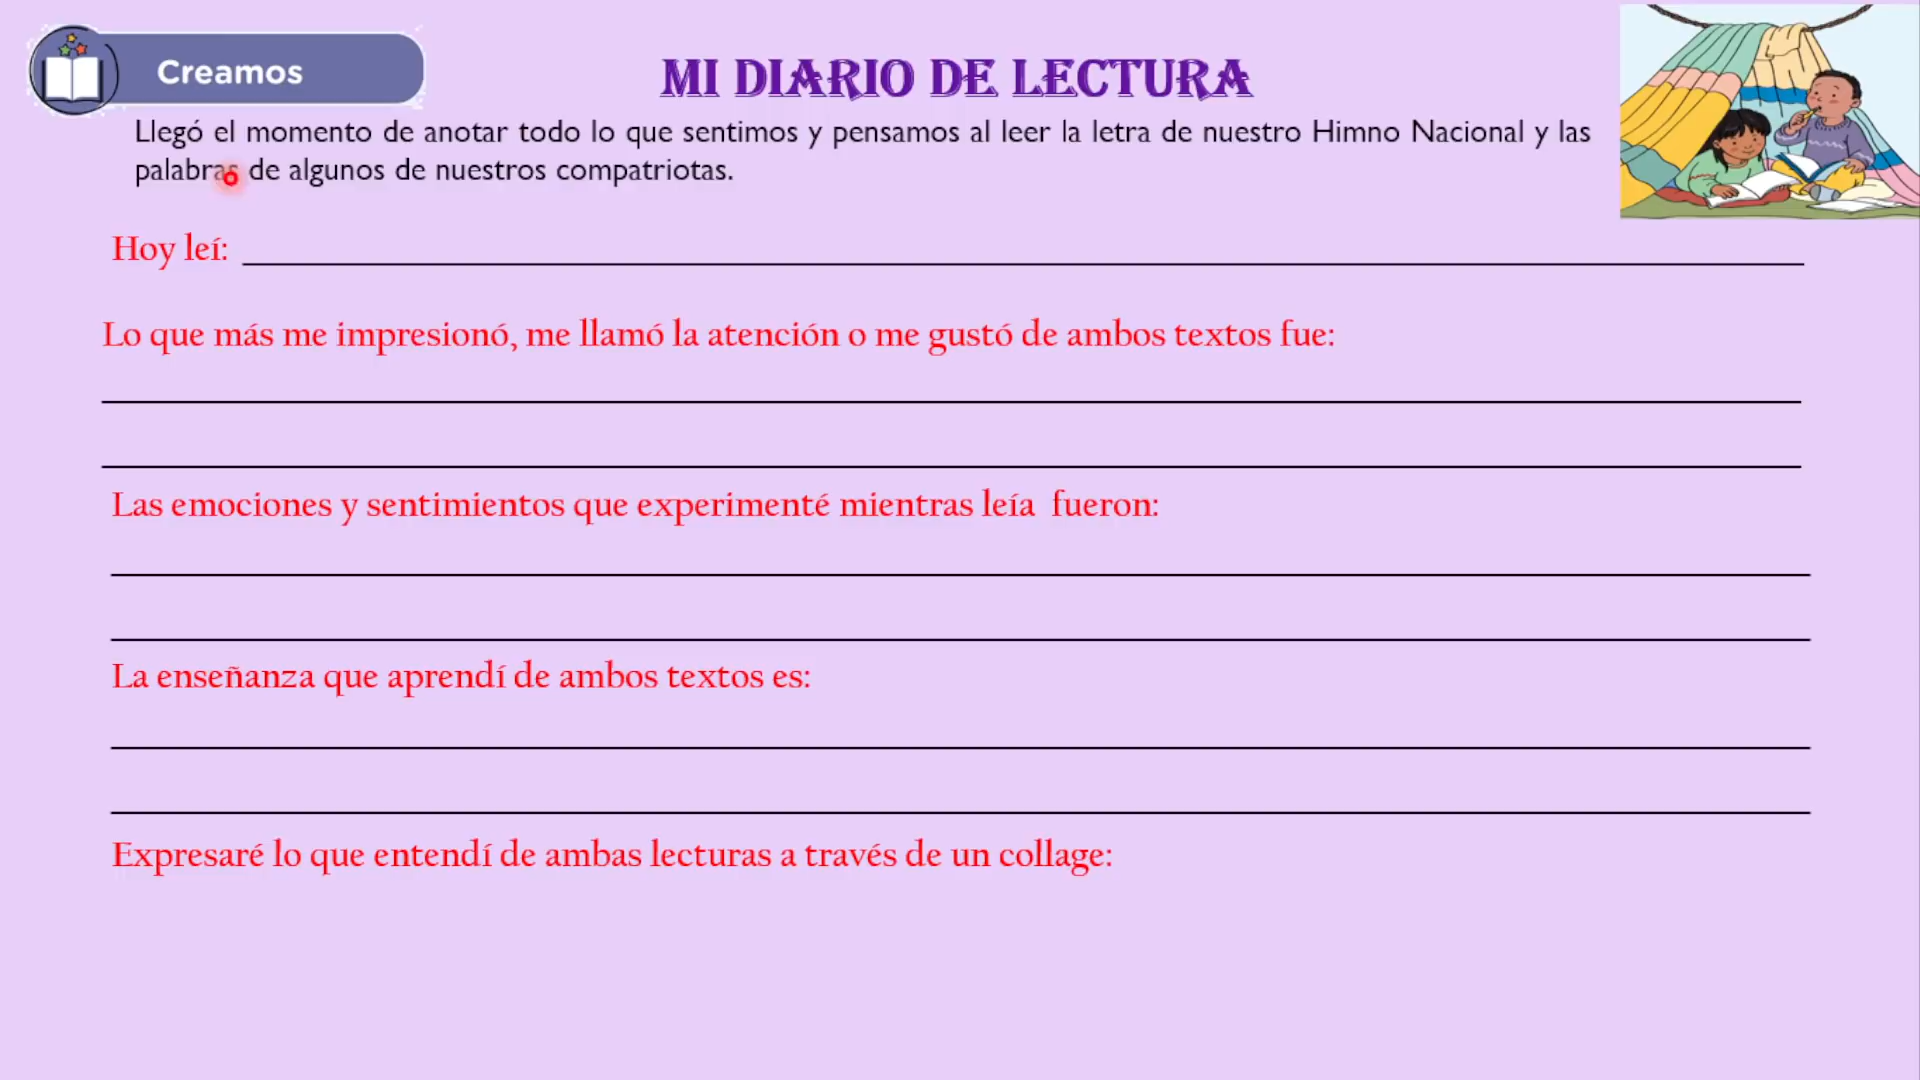 Creamos
MI DIARIO DE LECTURA
Llegó el momento de anotar todo lo que sentimos y pensamos al leer la letra de nuestro Himno Nacional y las
palabras de algunos de nuestros compatriotas.
Hoy leí:
Lo que más me impresionó, me llamó la atención o me gustó de ambos textos fue:
Las emociones y sentimientos que experimenté mientras leía fueron:
La enseñanza que aprendí de ambos textos es:
Expresaré lo que entendí de ambas lecturas a través de un collage: